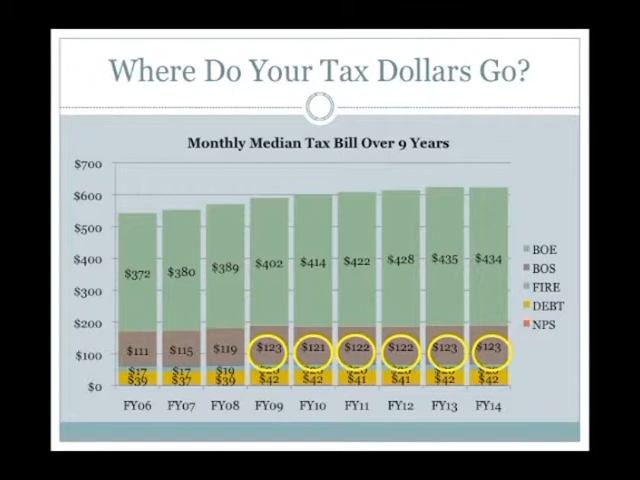 Where Do Your Tax Dollars Go?
Monthly Median Tax Bill Over 9 Years
$700
$600
$500
$400
$300
$200
$100
$0
$372 $380 $389 $402 $414 $422 $428 $435 $434
$111 $115 $119 $123 $121 $122 $122 $123 $123
$17 $17 $19
$39 $37 $39 $42 $42 $41 $41 $42 $42
FY06 FY07 FY08 FY09 FY10 FY11 FY12 FY13 FY14
BOE
BOS
FIRE
DEBT
NPS